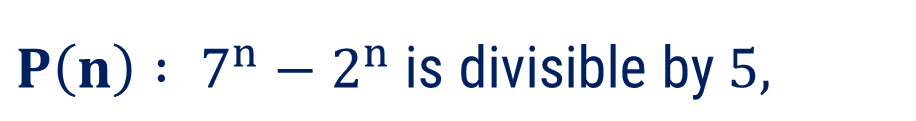 P(n) : 7ⁿ − 2ⁿ is divisible by 5,